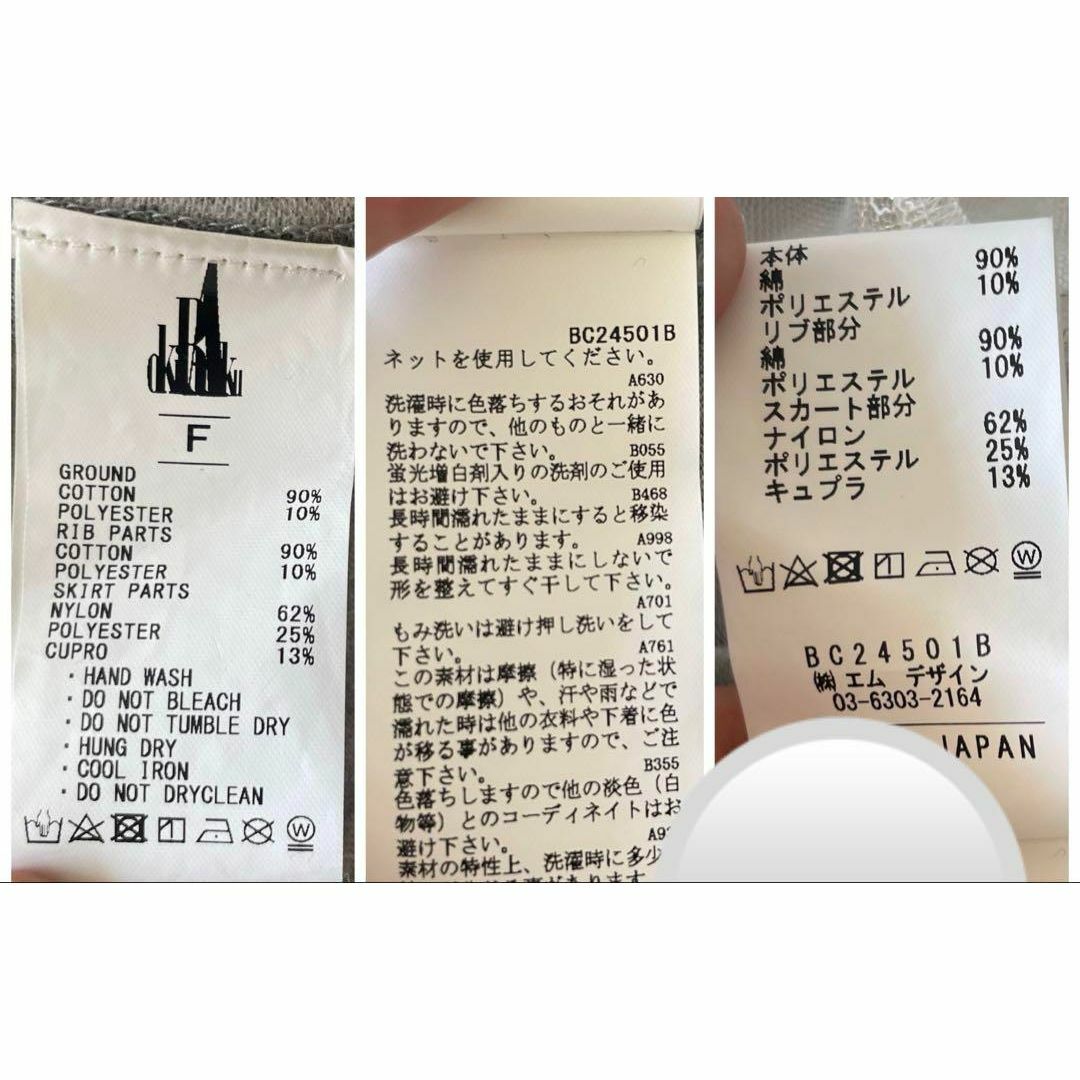 F
GROUND
COTTON 90%
POLYESTER 10%
RIB PARTS
COTTON 90%
POLYESTER 10%
SKIRT PARTS
NYLON 62%
POLYESTER 25%
CUPRO 13%
・HAND WASH
・DO NOT BLEACH
・DO NOT TUMBLE DRY
・HUNG DRY
・COOL IRON
・DO NOT DRYCLEAN
W
BC24501B
ネットを使用してください。
A630
洗濯時に色落ちするおそれがあ
りますので、他のものと一緒に
洗わないで下さい。 B055
蛍光増白剤入りの洗剤のご使用
はお避け下さい。 B468
長時間濡れたままにすると移染
することがあります。 A998
長時間濡れたままにしないで
形を整えてすぐ干して下さい。
A701
もみ洗いは避け押し洗いをして
下さい。 A761
この素材は摩擦（特に湿った状
態での摩擦）や、汗や雨などで
濡れた時は他の衣料や下着に色
が移る事がありますので、ご注
意下さい。 B355
色落ちしますので他の淡色（白
物等）とのコーディネイトはお
避け下さい。
素材の特性上、洗濯時に多少
本体
綿 90%
ポリエステル 10%
リブ部分
綿 90%
ポリエステル 10%
スカート部分
ナイロン 62%
ポリエステル 25%
キュプラ 13%
W
BC24501B
㈱エム デザイン
03-6303-2164
JAPAN